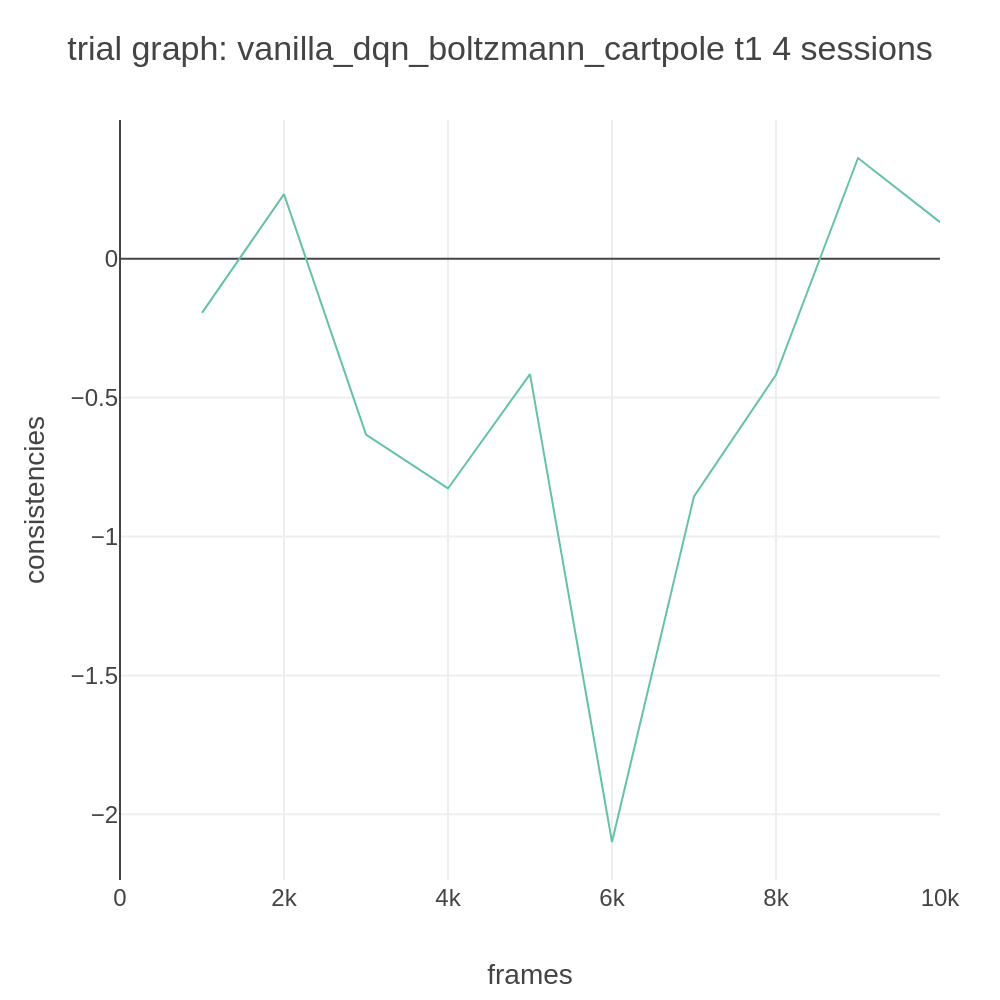 trial graph: vanilla_dqn_boltzmann_cartpole t1 4 sessions
0
−0.5
−1
−1.5
−2
consistencies
0 2k 4k 6k 8k 10k
frames